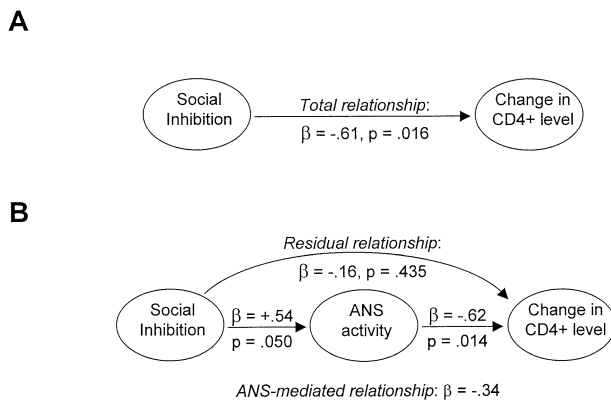 A
Social
Inhibition
Total relationship:
β = -.61, p = .016
Change in
CD4+ level
B
Residual relationship:
β = -.16, p = .435
Social
Inhibition
β = +.54
p = .050
ANS
activity
β = -.62
p = .014
Change in
CD4+ level
ANS-mediated relationship: β = -.34